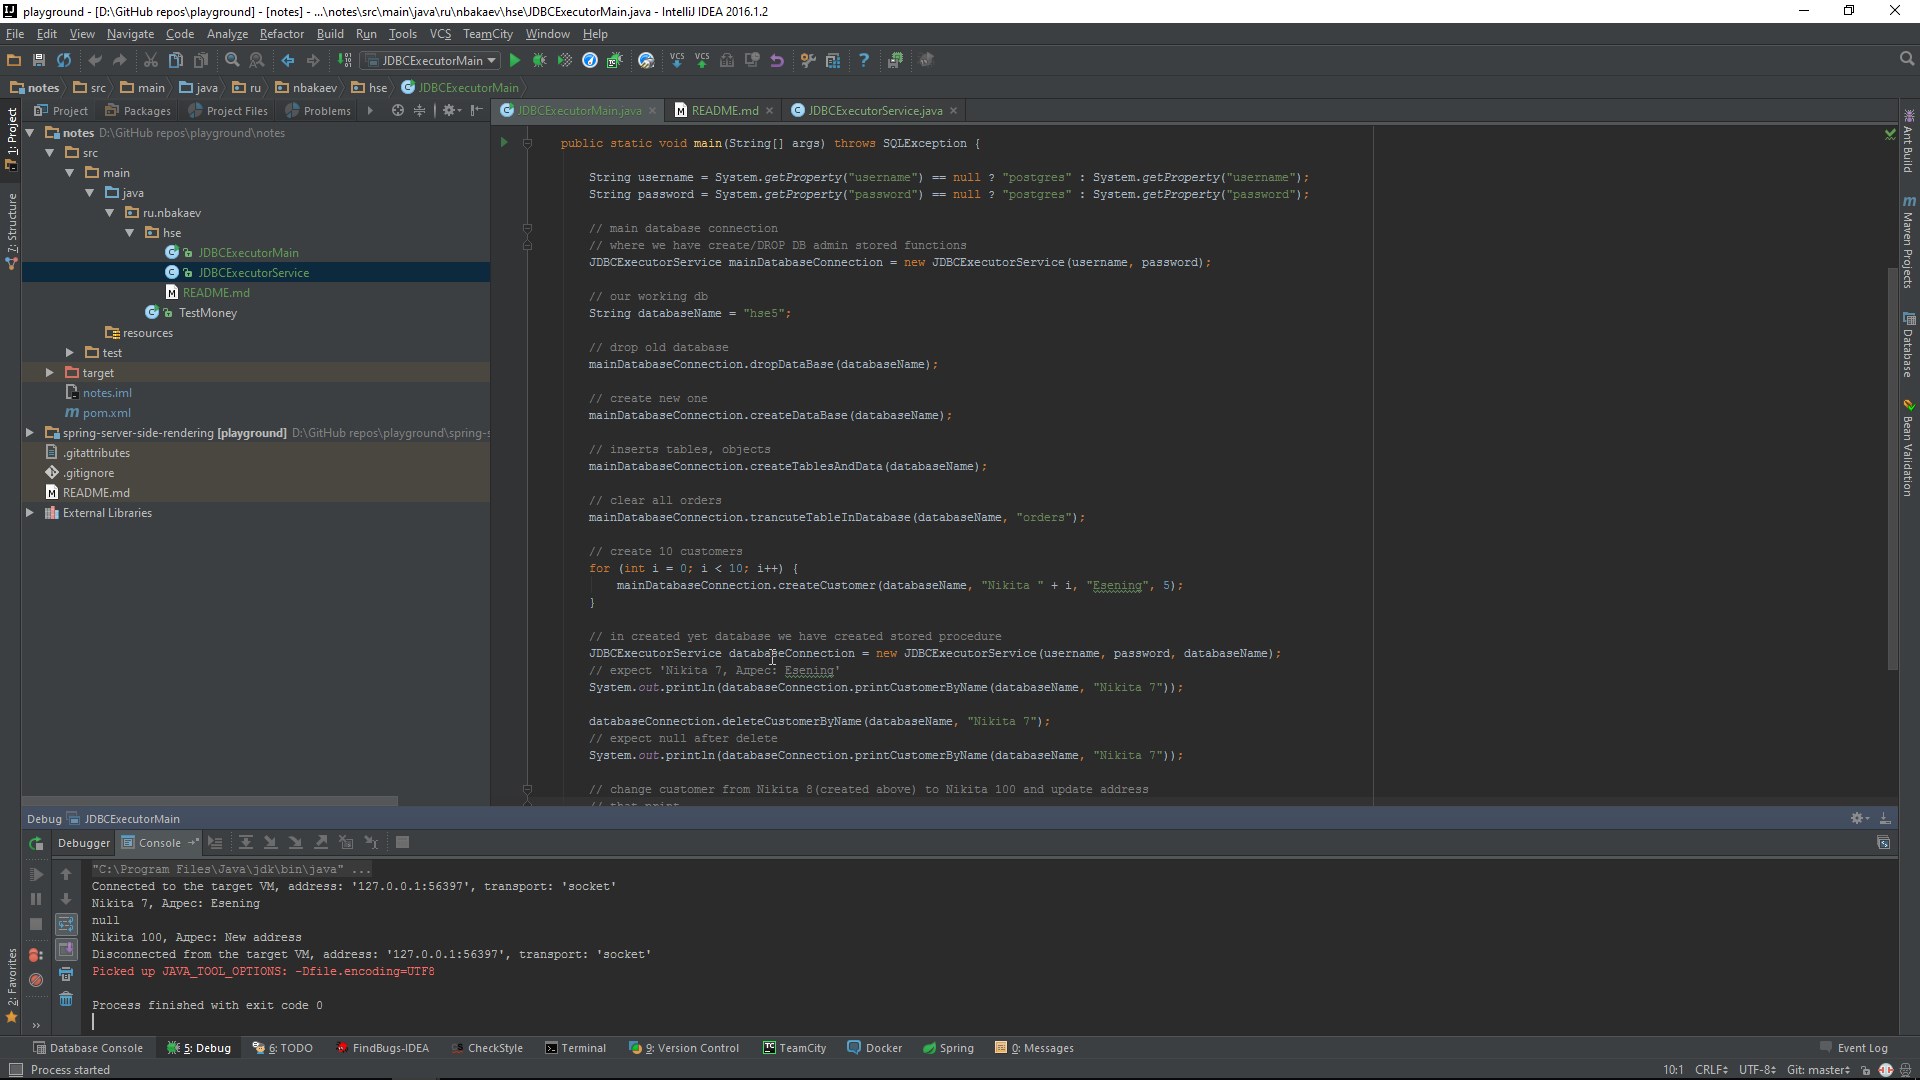 playground - [D:\GitHub repos\playground] - [notes] - ...\notes\src\main\java\ru\nbakaev\hse\JDBCExecutorMain.java - IntelliJ IDEA 2016.1.2
File Edit View Navigate Code Analyze Refactor Build Run Tools VCS TeamCity Window Help
JDBCExecutorMain
notes src main java ru nbakaev hse JDBCExecutorMain
Project Packages Project Files Problems
JDBCExecutorMain.java README.md JDBCExecutorService.java
1: Project
7: Structure
2: Favorites
notes D:\GitHub repos\playground\notes
src
main
java
ru.nbakaev
hse
JDBCExecutorMain
JDBCExecutorService
README.md
TestMoney
resources
test
target
notes.iml
pom.xml
spring-server-side-rendering [playground] D:\GitHub repos\playground\spring-s
.gitattributes
.gitignore
README.md
External Libraries
public static void main(String[] args) throws SQLException {
String username = System.getProperty("username") == null ? "postgres" : System.getProperty("username");
String password = System.getProperty("password") == null ? "postgres" : System.getProperty("password");
// main database connection
// where we have create/DROP DB admin stored functions
JDBCExecutorService mainDatabaseConnection = new JDBCExecutorService(username, password);
// our working db
String databaseName = "hse5";
// drop old database
mainDatabaseConnection.dropDataBase(databaseName);
// create new one
mainDatabaseConnection.createDataBase(databaseName);
// inserts tables, objects
mainDatabaseConnection.createTablesAndData(databaseName);
// clear all orders
mainDatabaseConnection.trancuteTableInDatabase(databaseName, "orders");
// create 10 customers
for (int i = 0; i < 10; i++) {
mainDatabaseConnection.createCustomer(databaseName, "Nikita " + i, "Esening", 5);
}
// in created yet database we have created stored procedure
JDBCExecutorService databaseConnection = new JDBCExecutorService(username, password, databaseName);
// expect 'Nikita 7, Адрес: Esening'
System.out.println(databaseConnection.printCustomerByName(databaseName, "Nikita 7"));
databaseConnection.deleteCustomerByName(databaseName, "Nikita 7");
// expect null after delete
System.out.println(databaseConnection.printCustomerByName(databaseName, "Nikita 7"));
// change customer from Nikita 8(created above) to Nikita 100 and update address
// that print
Ant Build
m Maven Projects
Database
Bean Validation
Debug JDBCExecutorMain
Debugger Console
"C:\Program Files\Java\jdk\bin\java" ...
Connected to the target VM, address: '127.0.0.1:56397', transport: 'socket'
Nikita 7, Адрес: Esening
null
Nikita 100, Адрес: New address
Disconnected from the target VM, address: '127.0.0.1:56397', transport: 'socket'
Picked up JAVA_TOOL_OPTIONS: -Dfile.encoding=UTF8
Process finished with exit code 0
Database Console 5: Debug 6: TODO FindBugs-IDEA CheckStyle Terminal 9: Version Control TeamCity Docker Spring 0: Messages Event Log
Process started 10:1 CRLF UTF-8 Git: master